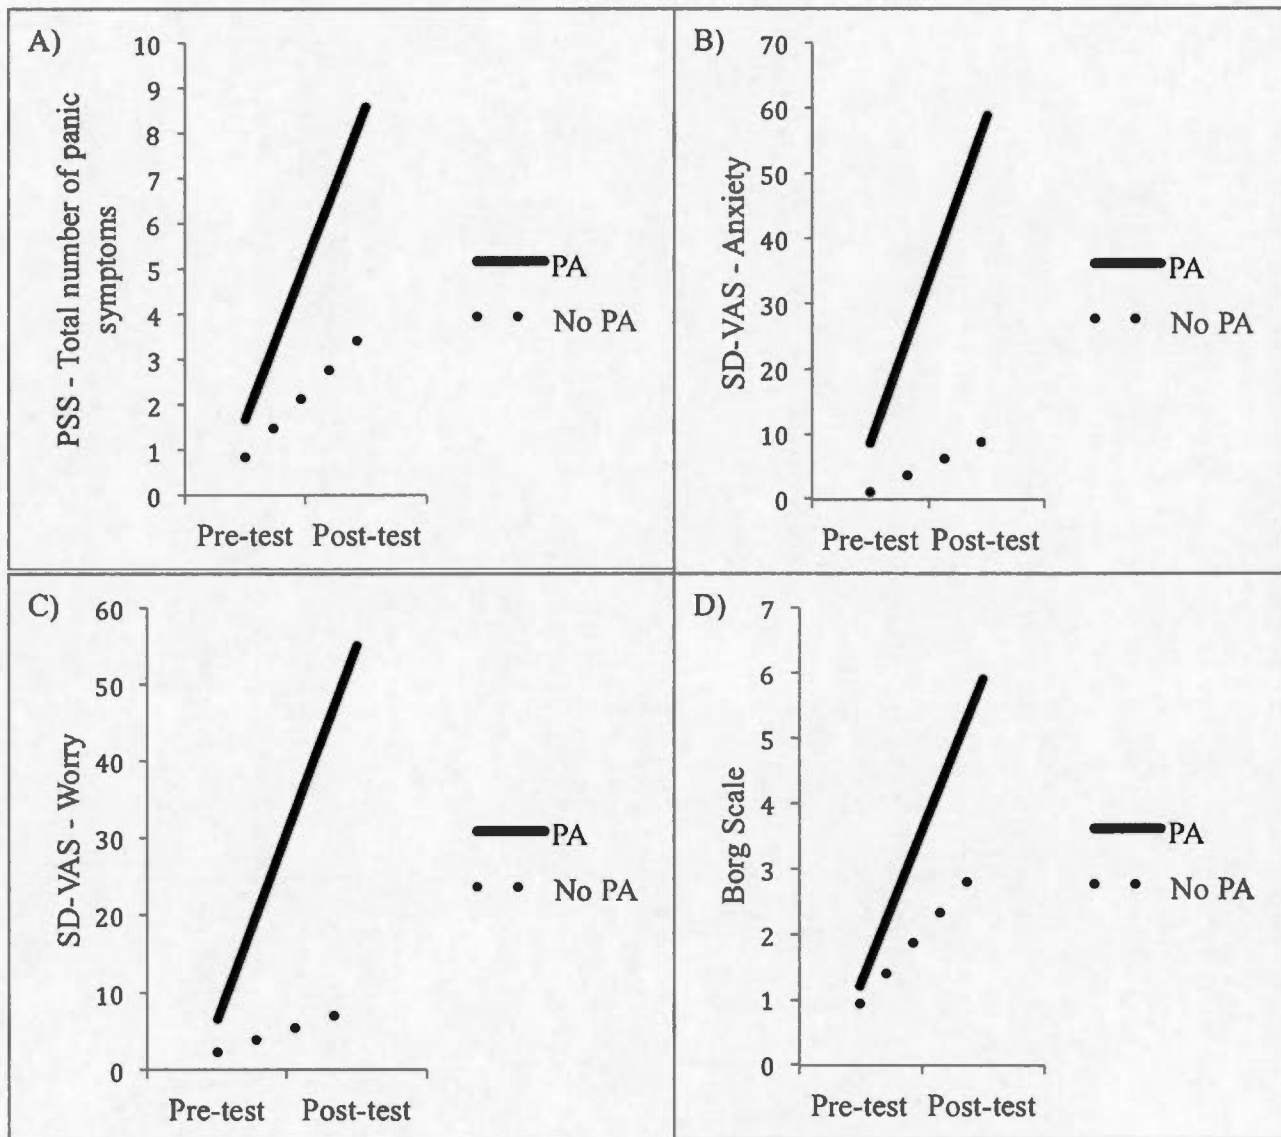 A)
PSS - Total number of panic
symptoms
10
9
8
7
6
5
4
3
2
1
0
Pre-test Post-test
PA
No PA
B)
SD-VAS - Anxiety
70
60
50
40
30
20
10
0
Pre-test Post-test
PA
No PA
C)
SD-VAS - Worry
60
50
40
30
20
10
0
Pre-test Post-test
PA
No PA
D)
Borg Scale
7
6
5
4
3
2
1
0
Pre-test Post-test
PA
No PA